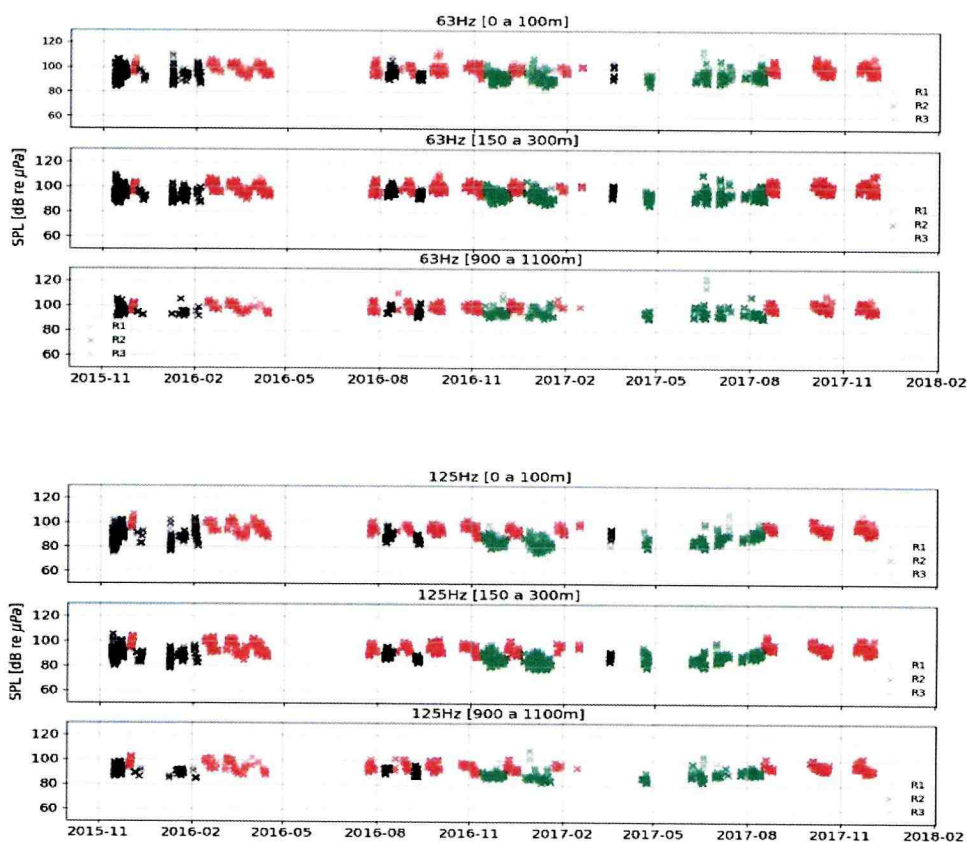 63Hz [0 a 100m]
120
100
80
60
R1
R2
R3
63Hz [150 a 300m]
120
100
80
60
R1
R2
R3
SPL [dB re µPa]
63Hz [900 a 1100m]
120
100
80
60
R1
R2
R3
2015-11 2016-02 2016-05 2016-08 2016-11 2017-02 2017-05 2017-08 2017-11 2018-02
125Hz [0 a 100m]
120
100
80
60
R1
R2
R3
125Hz [150 a 300m]
120
100
80
60
R1
R2
R3
SPL [dB re µPa]
125Hz [900 a 1100m]
120
100
80
60
R1
R2
R3
2015-11 2016-02 2016-05 2016-08 2016-11 2017-02 2017-05 2017-08 2017-11 2018-02